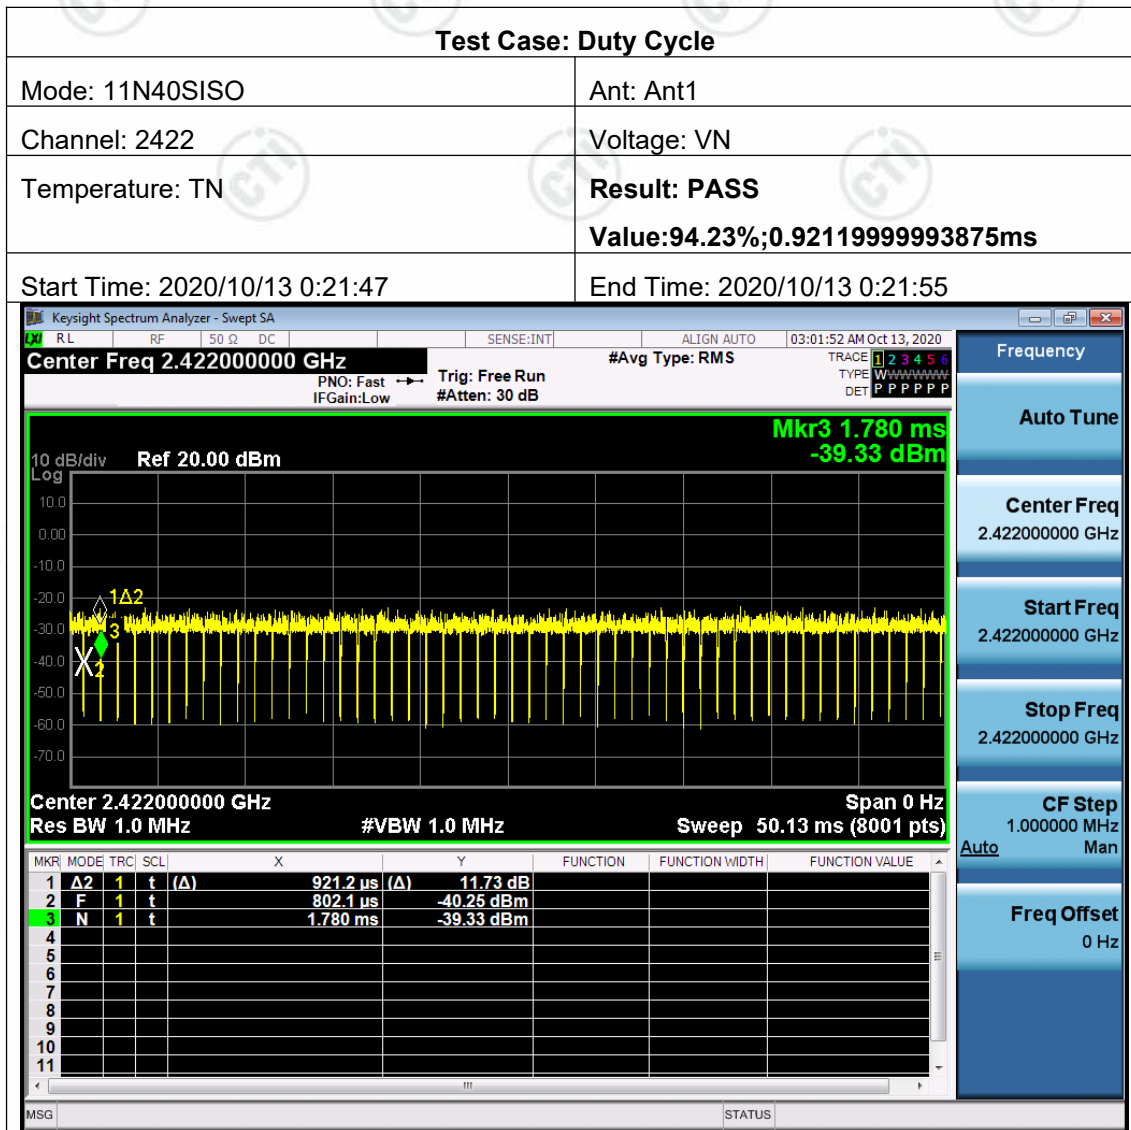 Test Case: Duty Cycle
Mode: 11N40SISO
Ant: Ant1
Channel: 2422
Voltage: VN
Temperature: TN
Result: PASS
Value:94.23%;0.92119999993875ms
Start Time: 2020/10/13 0:21:47
End Time: 2020/10/13 0:21:55
CTI
CTI
CTI
Keysight Spectrum Analyzer - Swept SA
LXI RL RF 50 Ω DC SENSE:INT ALIGN AUTO 03:01:52 AM Oct 13, 2020
Center Freq 2.422000000 GHz
#Avg Type: RMS
TRACE 1 2 3 4 5 6
TYPE WWWWWW
DET P P P P P P
PNO: Fast
IFGain:Low
Trig: Free Run
#Atten: 30 dB
Mkr3 1.780 ms
-39.33 dBm
10 dB/div
Log
Ref 20.00 dBm
10.0
0.00
-10.0
-20.0
-30.0
-40.0
-50.0
-60.0
-70.0
1Δ2
3
2
Center 2.422000000 GHz
Span 0 Hz
Res BW 1.0 MHz
#VBW 1.0 MHz
Sweep 50.13 ms (8001 pts)
MKR MODE TRC SCL X Y FUNCTION FUNCTION WIDTH FUNCTION VALUE
1 Δ2 1 t (Δ) 921.2 µs (Δ) 11.73 dB
2 F 1 t 802.1 µs -40.25 dBm
3 N 1 t 1.780 ms -39.33 dBm
4
5
6
7
8
9
10
11
MSG
STATUS
Frequency
Auto Tune
Center Freq
2.422000000 GHz
Start Freq
2.422000000 GHz
Stop Freq
2.422000000 GHz
CF Step
1.000000 MHz
Auto Man
Freq Offset
0 Hz